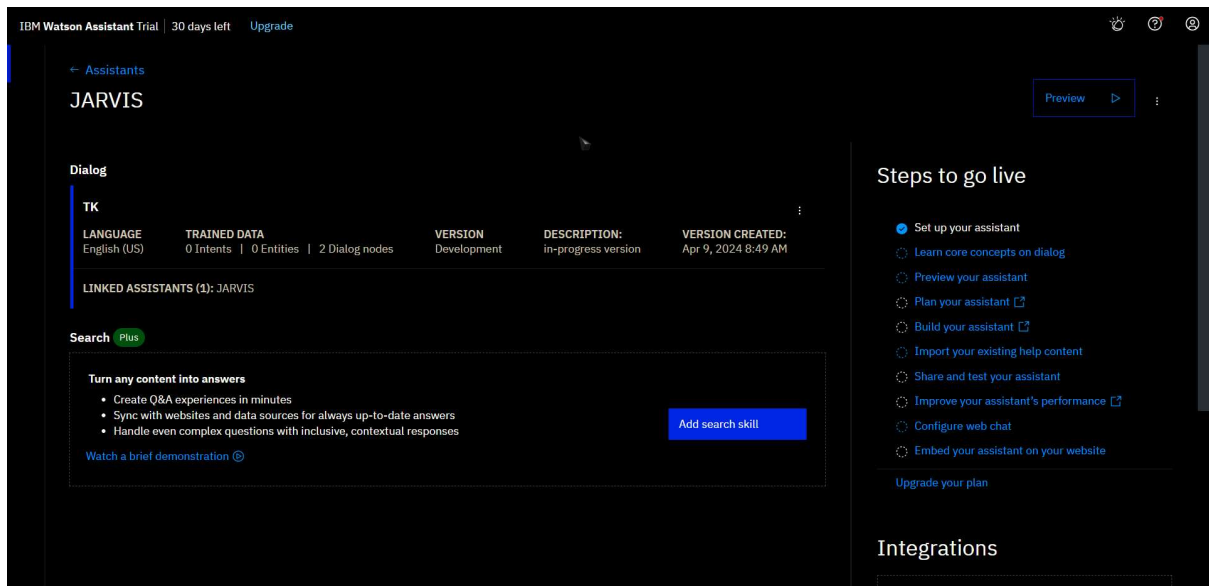 IBM Watson Assistant Trial | 30 days left Upgrade
← Assistants
JARVIS
Preview
Dialog
TK
LANGUAGE TRAINED DATA VERSION DESCRIPTION: VERSION CREATED:
English (US) 0 Intents | 0 Entities | 2 Dialog nodes Development in-progress version Apr 9, 2024 8:49 AM
LINKED ASSISTANTS (1): JARVIS
Search Plus
Turn any content into answers
• Create Q&A experiences in minutes
• Sync with websites and data sources for always up-to-date answers
• Handle even complex questions with inclusive, contextual responses
Add search skill
Watch a brief demonstration
Steps to go live
Set up your assistant
Learn core concepts on dialog
Preview your assistant
Plan your assistant
Build your assistant
Import your existing help content
Share and test your assistant
Improve your assistant's performance
Configure web chat
Embed your assistant on your website
Upgrade your plan
Integrations